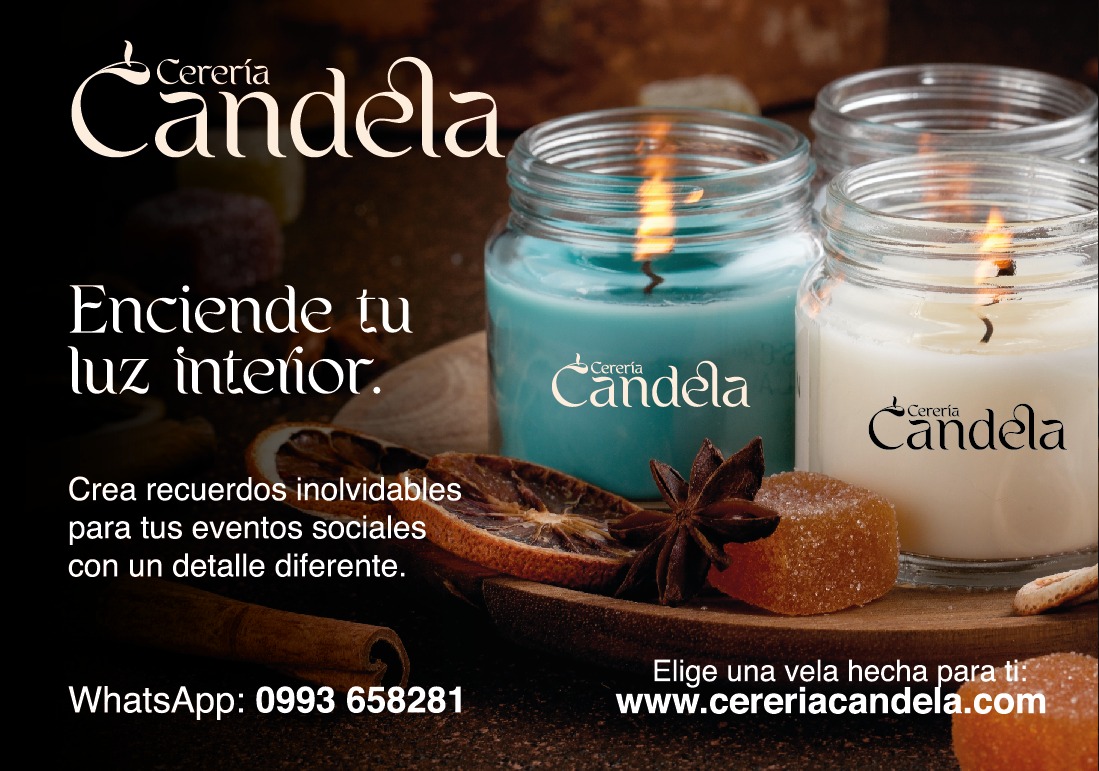 Cerería
Candela
Enciende tu
luz interior.
Cerería
Candela
Cerería
Candela
Crea recuerdos inolvidables
para tus eventos sociales
con un detalle diferente.
Elige una vela hecha para ti:
WhatsApp: 0993 658281
www.cereriacandela.com